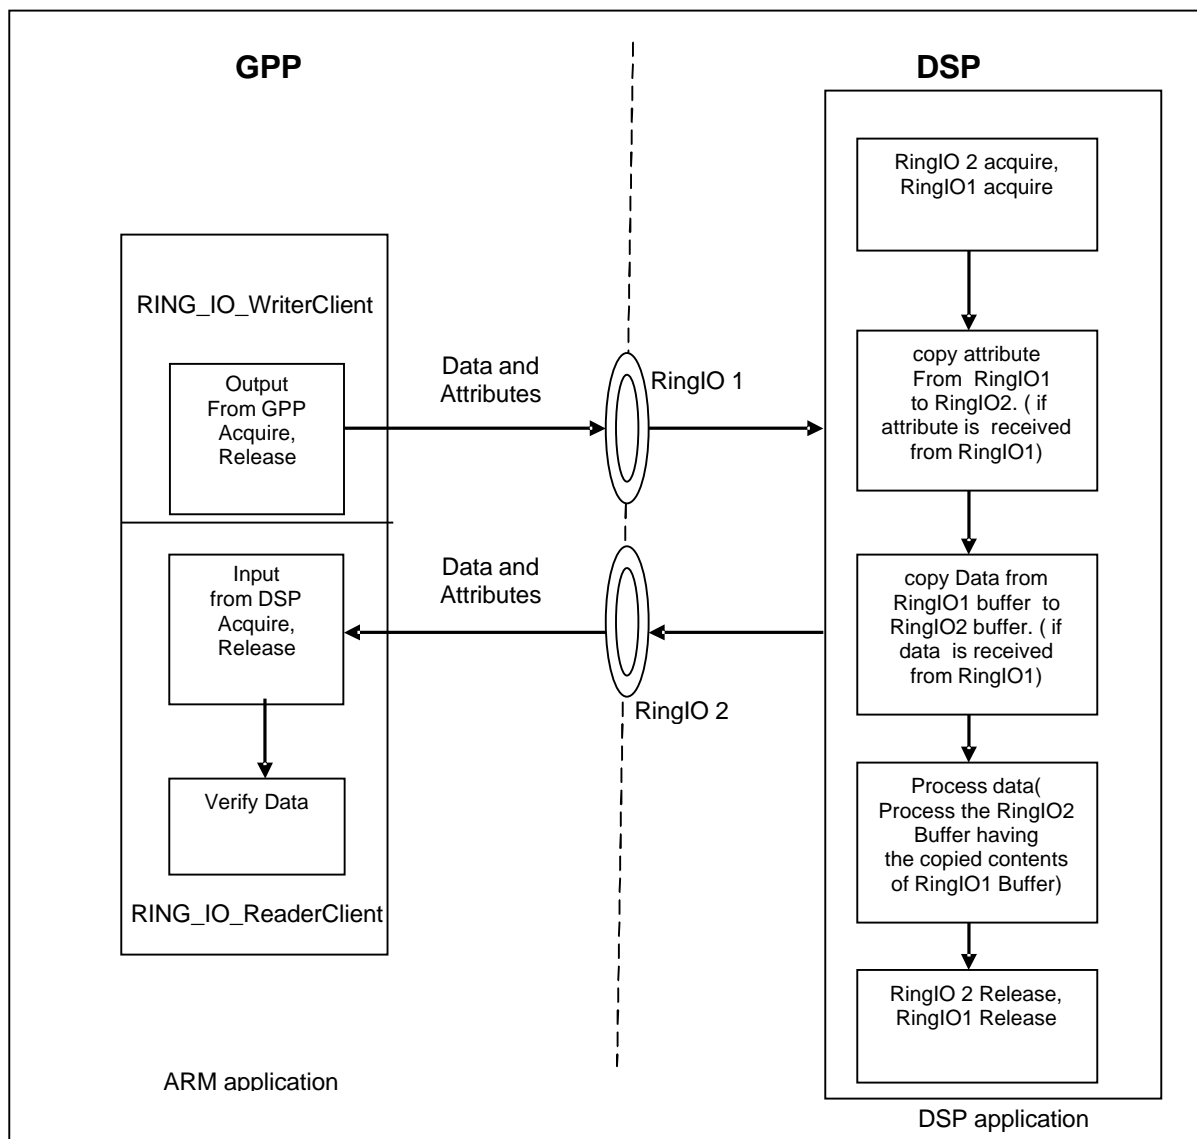 GPP
DSP
RING_IO_WriterClient
Output
From GPP
Acquire,
Release
Data and
Attributes
RingIO 1
Input
from DSP
Acquire,
Release
Data and
Attributes
RingIO 2
Verify Data
RING_IO_ReaderClient
ARM application
RingIO 2 acquire,
RingIO1 acquire
copy attribute
From RingIO1
to RingIO2. ( if
attribute is received
from RingIO1)
copy Data from
RingIO1 buffer to
RingIO2 buffer. ( if
data is received
from RingIO1)
Process data(
Process the RingIO2
Buffer having
the copied contents
of RingIO1 Buffer)
RingIO 2 Release,
RingIO1 Release
DSP application